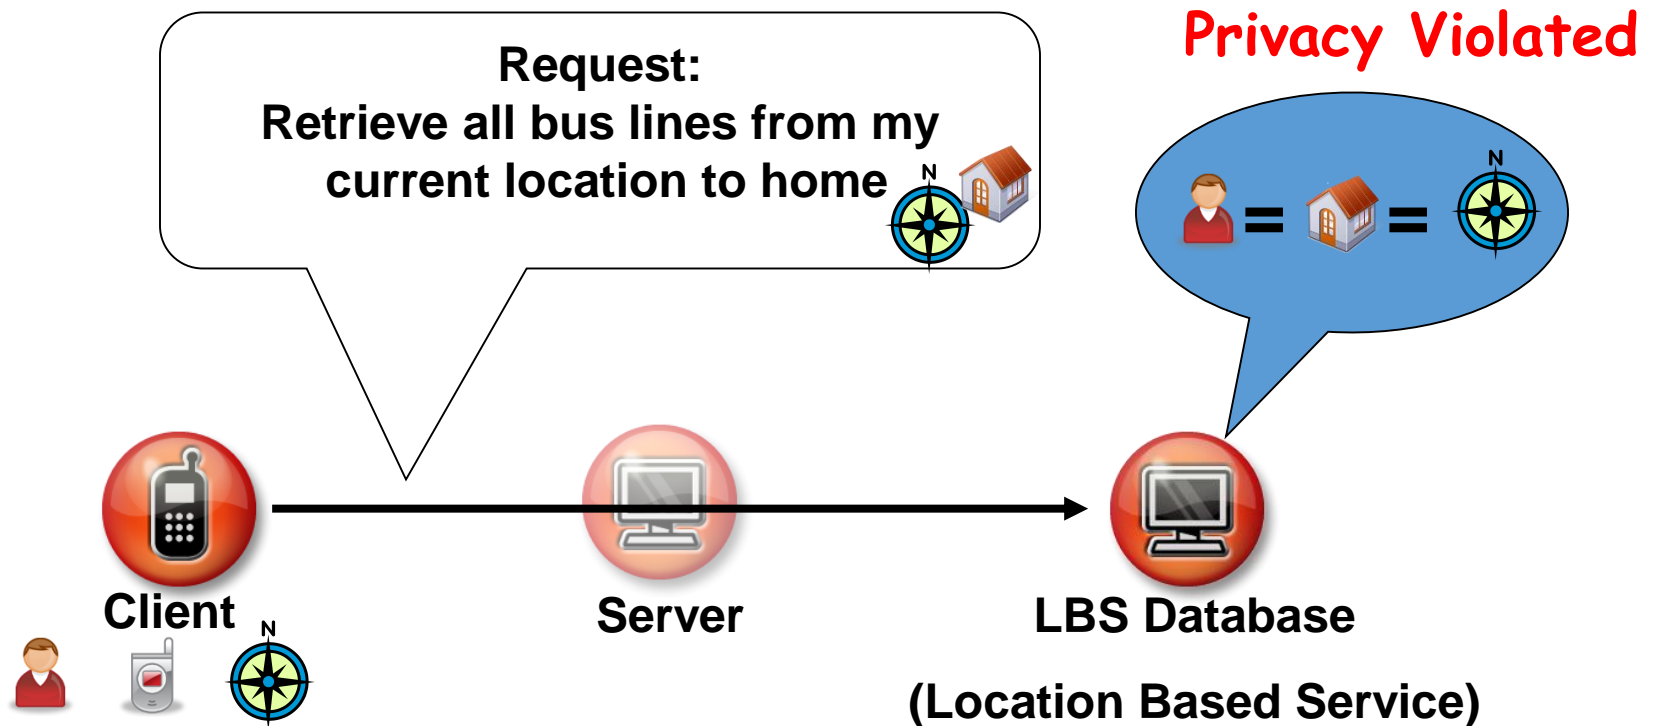 Privacy Violated
Request:
Retrieve all bus lines from my
current location to home
N
N
= =
Client
Server
LBS Database
N
(Location Based Service)